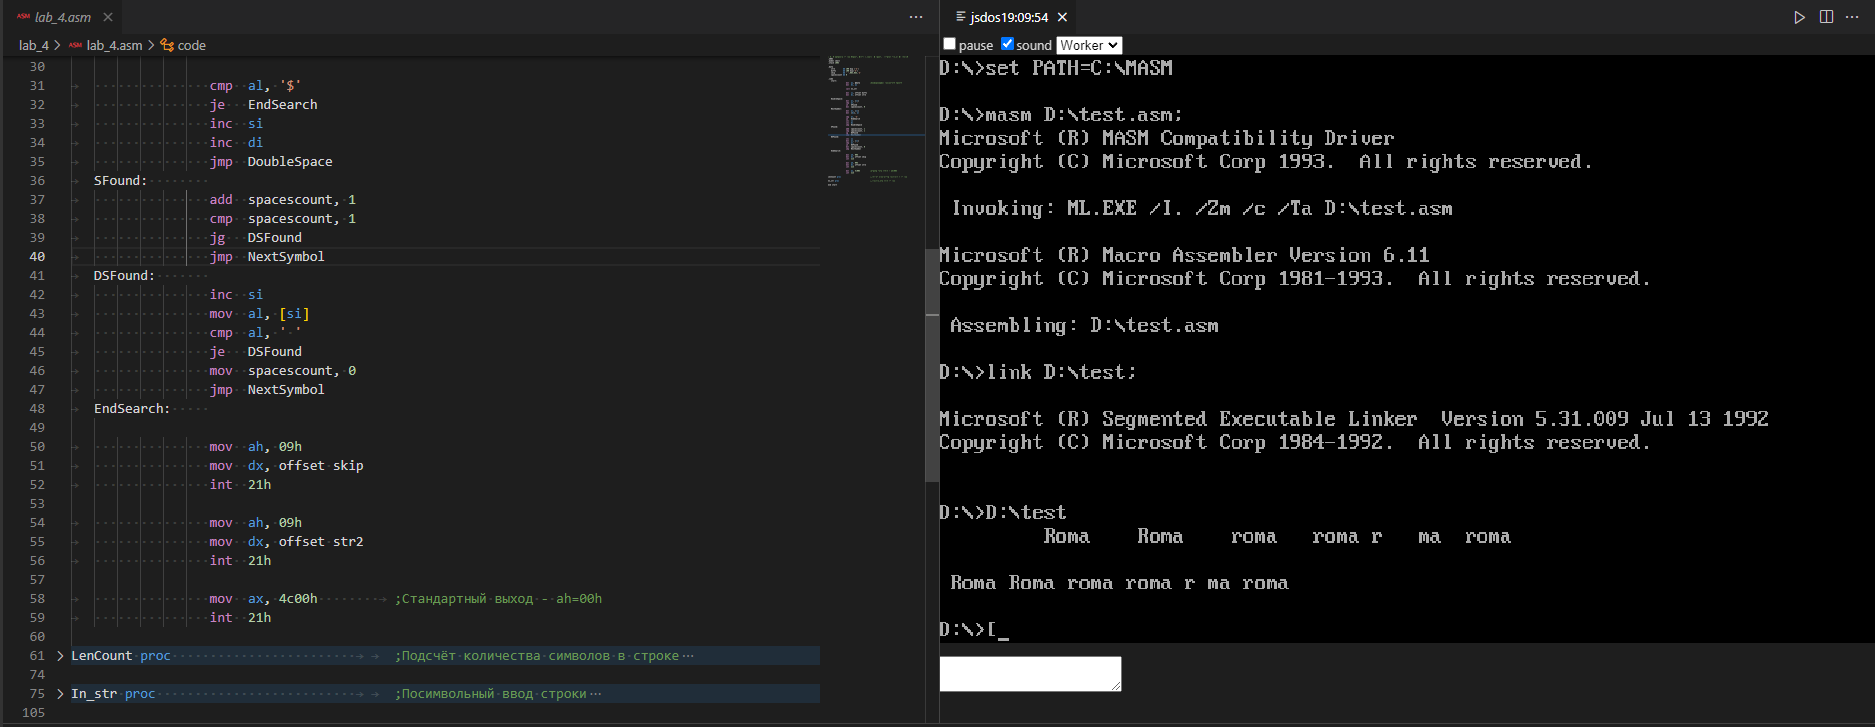 ASM lab_4.asm
lab_4 > ASM lab_4.asm > code
30
31 cmp al, '$'
32 je EndSearch
33 inc si
34 inc di
35 jmp DoubleSpace
36 SFound:
37 add spacescount, 1
38 cmp spacescount, 1
39 jg DSFound
40 jmp NextSymbol
41 DSFound:
42 inc si
43 mov al, [si]
44 cmp al, ' '
45 je DSFound
46 mov spacescount, 0
47 jmp NextSymbol
48 EndSearch:
49
50 mov ah, 09h
51 mov dx, offset skip
52 int 21h
53
54 mov ah, 09h
55 mov dx, offset str2
56 int 21h
57
58 mov ax, 4c00h ;Стандартный выход - ah=00h
59 int 21h
60
61 LenCount proc ;Подсчёт количества символов в строке ...
74
75 In_str proc ;Посимвольный ввод строки ...
105
jsdos19:09:54
pause sound Worker
D:\>set PATH=C:\MASM
D:\>masm D:\test.asm;
Microsoft (R) MASM Compatibility Driver
Copyright (C) Microsoft Corp 1993.  All rights reserved.
Invoking: ML.EXE /I. /Zm /c /Ta D:\test.asm
Microsoft (R) Macro Assembler Version 6.11
Copyright (C) Microsoft Corp 1981-1993.  All rights reserved.
Assembling: D:\test.asm
D:\>link D:\test;
Microsoft (R) Segmented Executable Linker  Version 5.31.009 Jul 13 1992
Copyright (C) Microsoft Corp 1984-1992.  All rights reserved.
D:\>D:\test
Roma    Roma    roma   roma r   ma  roma
Roma Roma roma roma r ma roma
D:\>[_